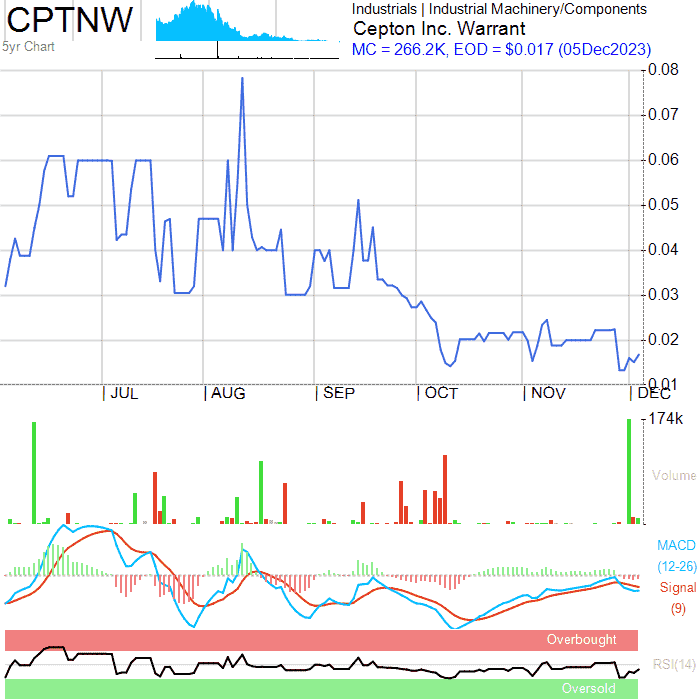 CPTNW
5yr Chart
Industrials | Industrial Machinery/Components
Cepton Inc. Warrant
MC = 266.2K, EOD = $0.017 (05Dec2023)
0.08
0.07
0.06
0.05
0.04
0.03
0.02
0.01
| JUL | AUG | SEP | OCT | NOV | DEC
174k
Volume
MACD
(12-26)
Signal
(9)
Overbought
RSI(14)
Oversold